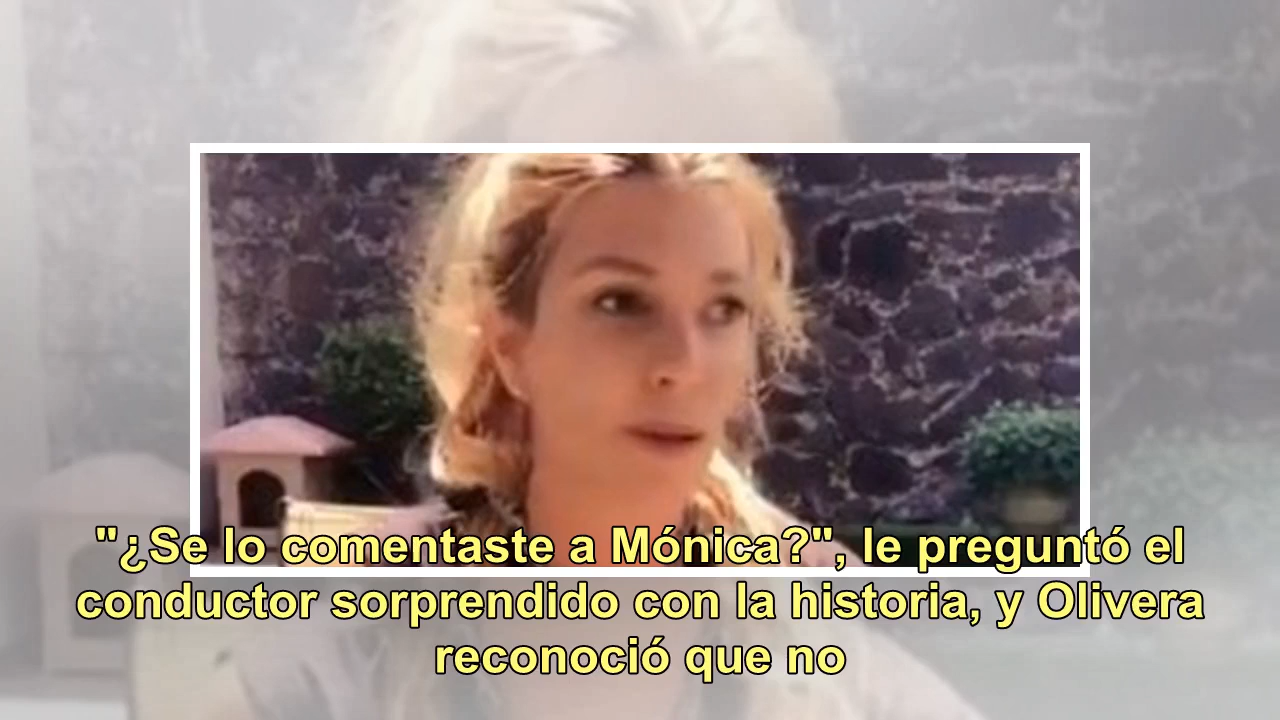 "¿Se lo comentaste a Mónica?", le preguntó el
conductor sorprendido con la historia, y Olivera
reconoció que no